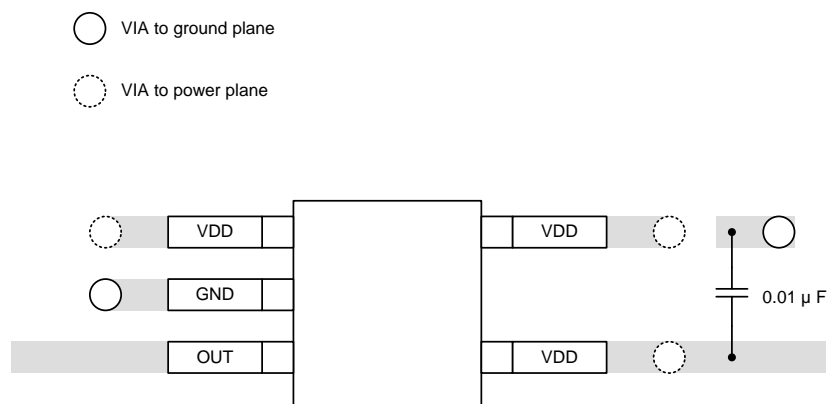 VIA to ground plane
VIA to power plane
VDD
VDD
GND
0.01 µ F
OUT
VDD